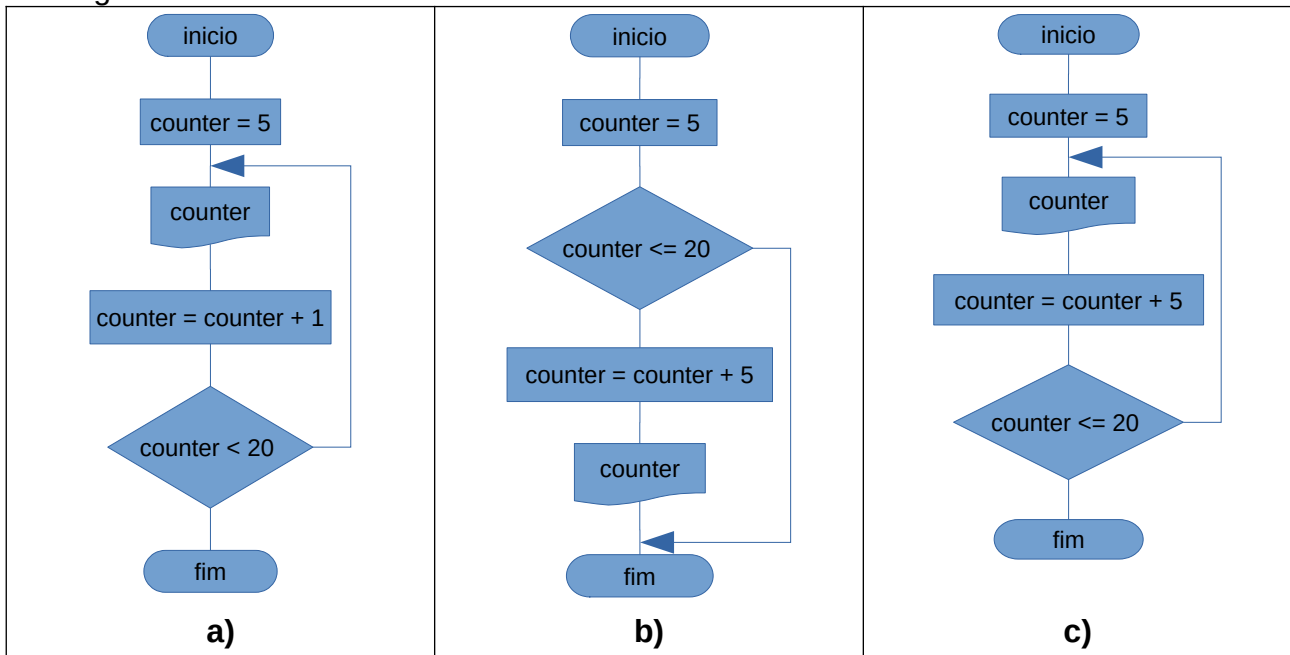 inicio
counter = 5
counter
counter = counter + 1
counter < 20
fim
a)
inicio
counter = 5
counter <= 20
counter = counter + 5
counter
fim
b)
inicio
counter = 5
counter
counter = counter + 5
counter <= 20
fim
c)